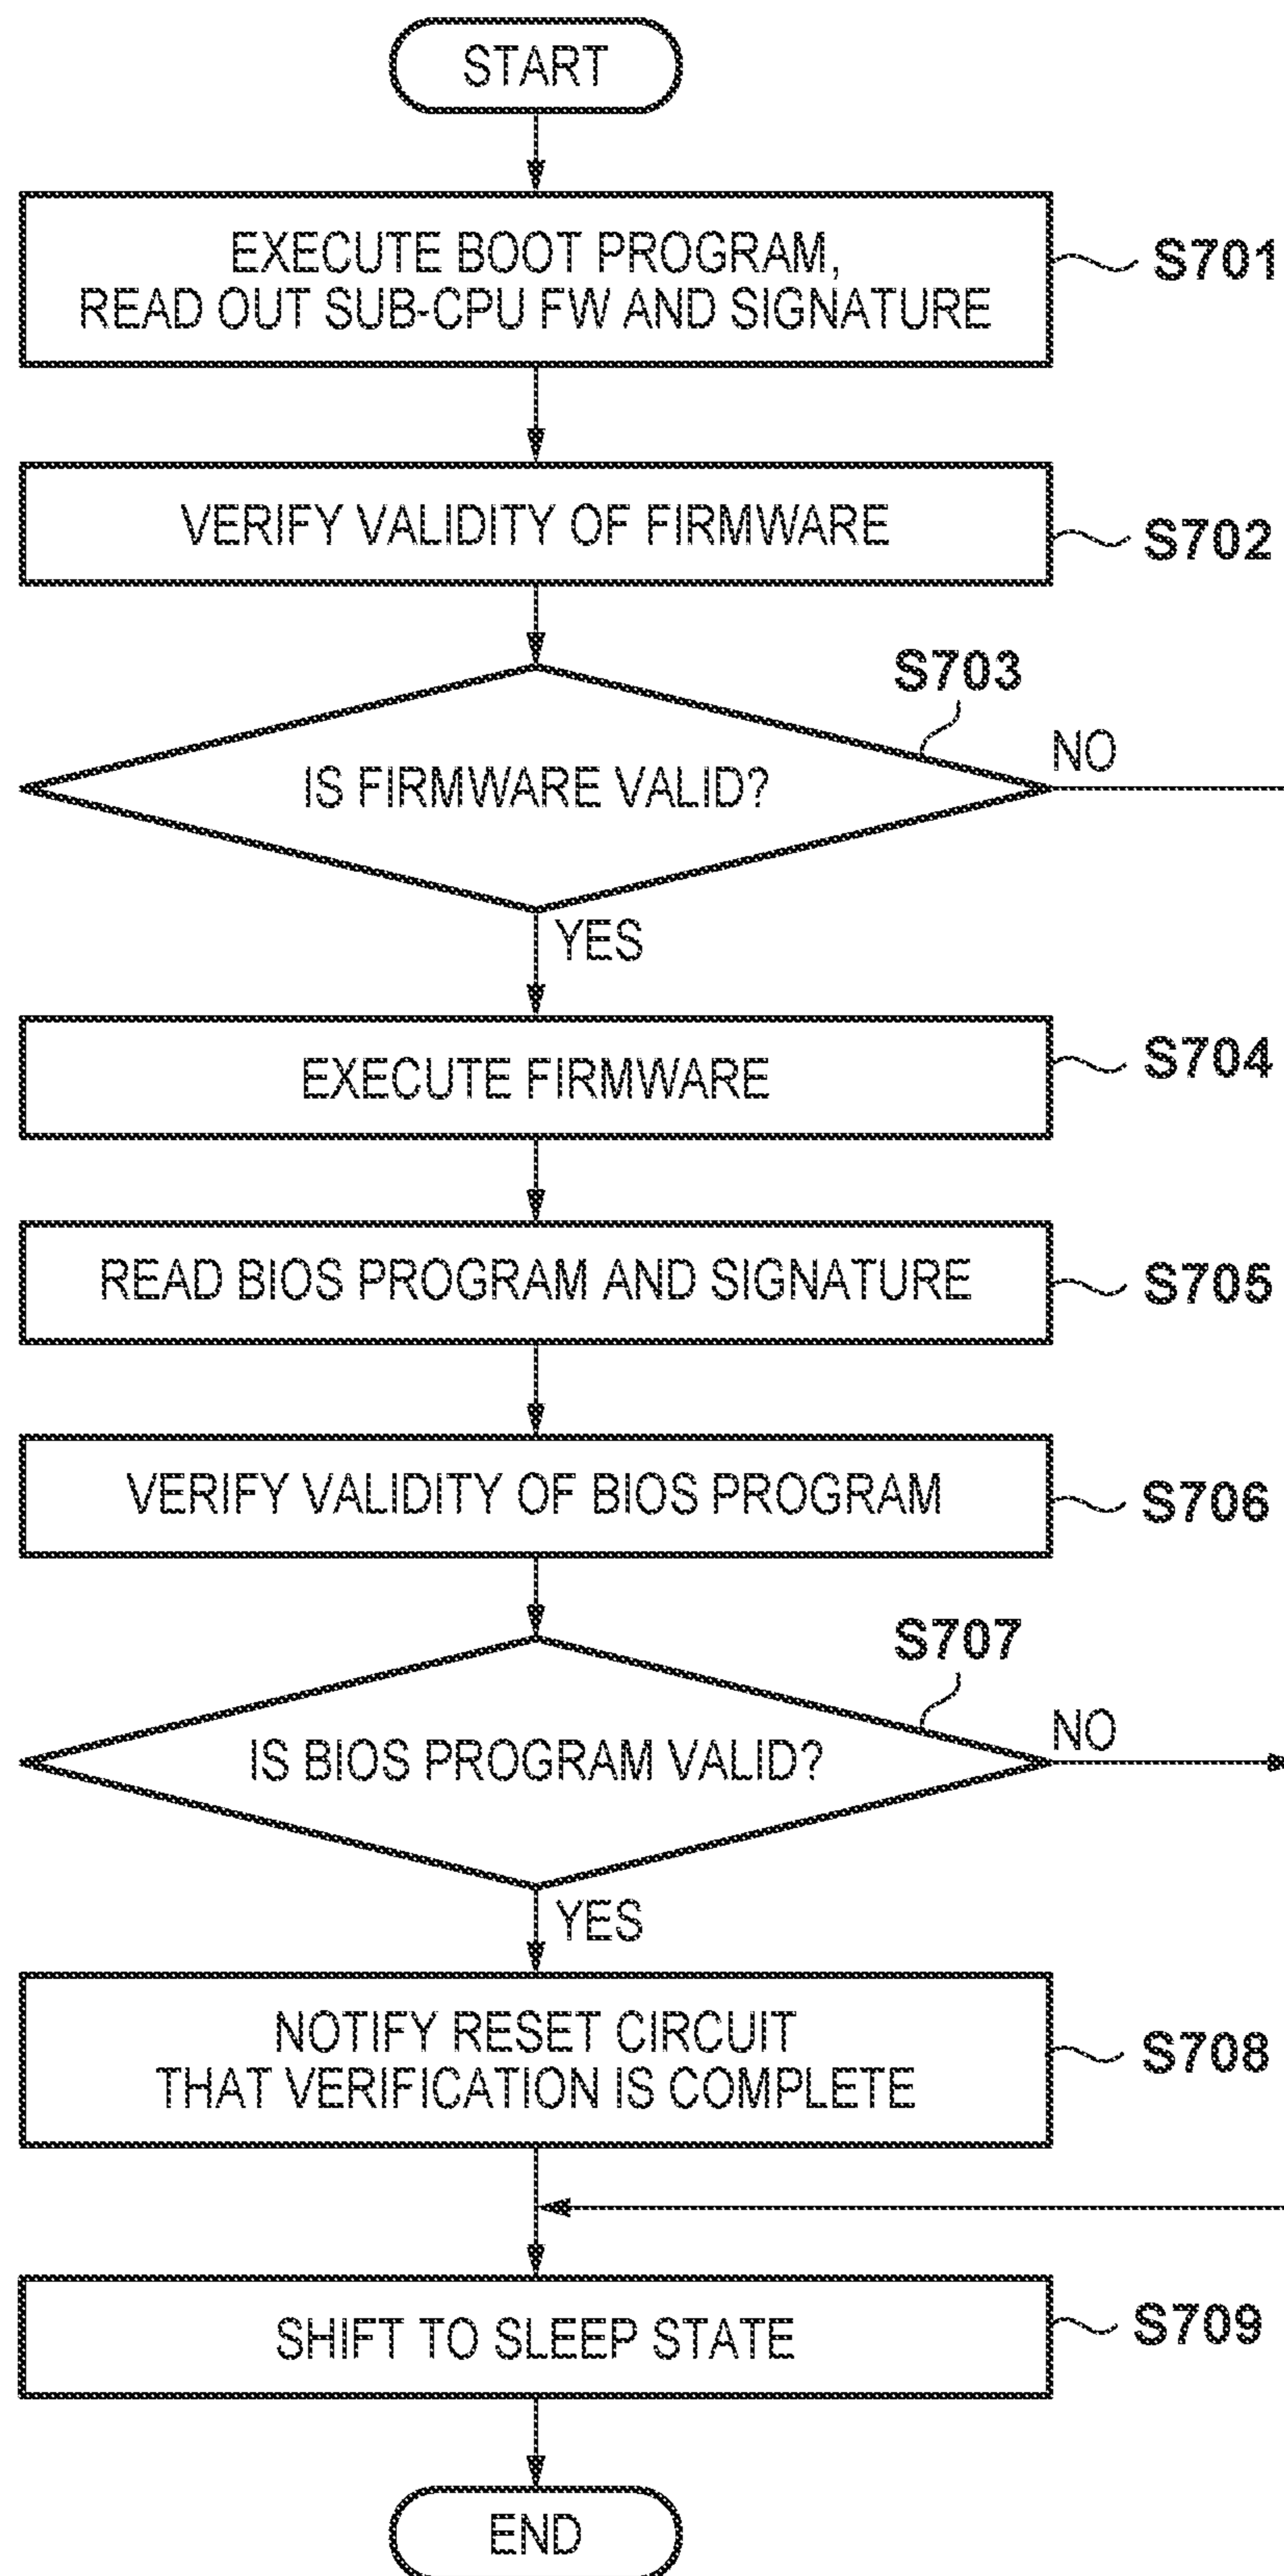 START
EXECUTE BOOT PROGRAM,
READ OUT SUB-CPU FW AND SIGNATURE
S701
VERIFY VALIDITY OF FIRMWARE
S702
S703
IS FIRMWARE VALID?
NO
YES
EXECUTE FIRMWARE
S704
READ BIOS PROGRAM AND SIGNATURE
S705
VERIFY VALIDITY OF BIOS PROGRAM
S706
S707
IS BIOS PROGRAM VALID?
NO
YES
NOTIFY RESET CIRCUIT
THAT VERIFICATION IS COMPLETE
S708
SHIFT TO SLEEP STATE
S709
END